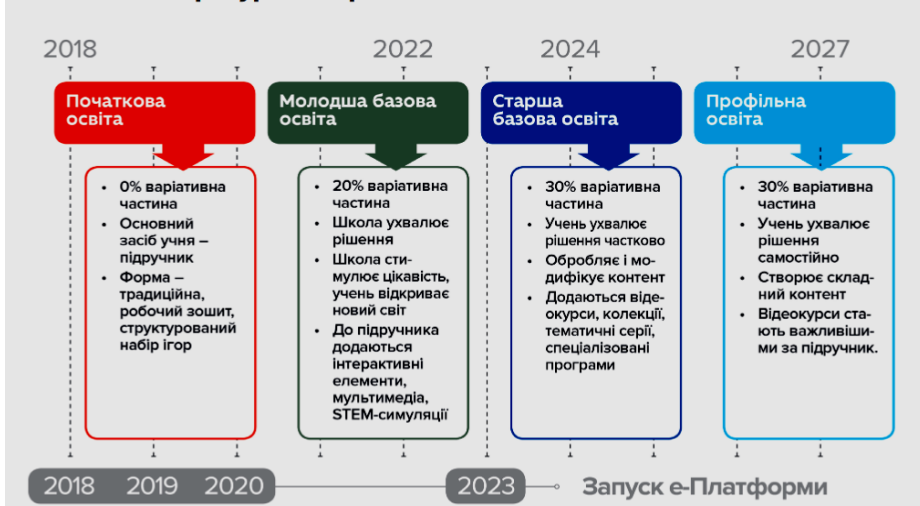 2018 2022 2024 2027
Початкова
освіта
Молодша базова
освіта
Старша
базова освіта
Профільна
освіта
• 0% варіативна
частина
• Основний
засіб учня –
підручник
• Форма –
традиційна,
робочий зошит,
структурований
набір ігор
• 20% варіативна
частина
• Школа ухвалює
рішення
• Школа сти-
мулює цікавість,
учень відкриває
новий світ
• До підручника
додаються
інтерактивні
елементи,
мультимедіа,
STEM-симуляції
• 30% варіативна
частина
• Учень ухвалює
рішення частково
• Обробляє і мо-
дифікує контент
• Додаються віде-
окурси, колекції,
тематичні серії,
спеціалізовані
програми
• 30% варіативна
частина
• Учень ухвалює
рішення
самостійно
• Створює склад-
ний контент
• Відеокурси ста-
ють важливіши-
ми за підручник.
2018 2019 2020 2023 Запуск е-Платформи